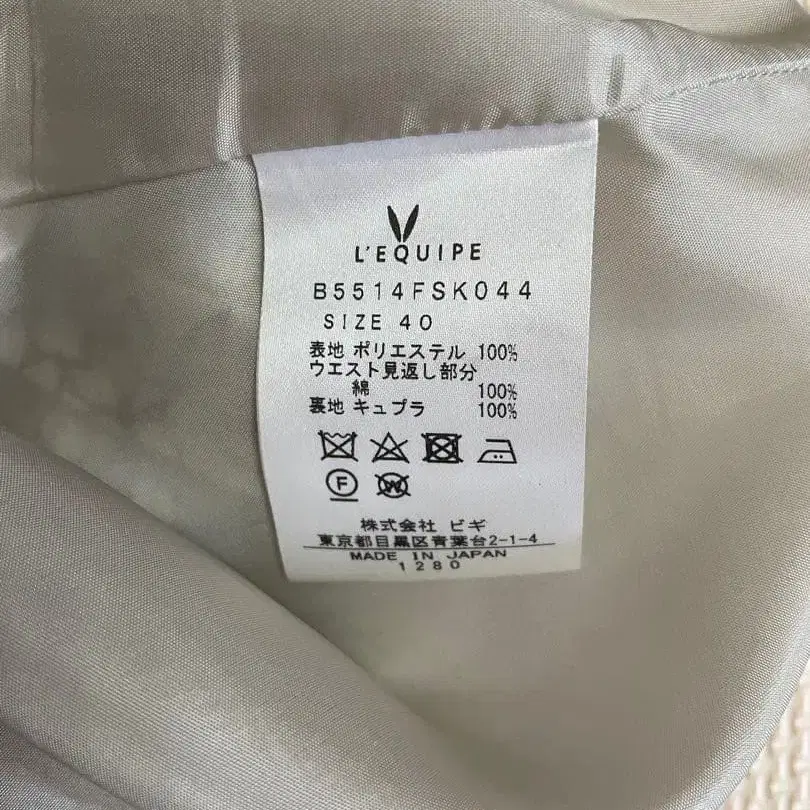 L'EQUIPE
B5514FSK044
SIZE 40
表地 ポリエステル 100%
ウエスト見返し部分
綿 100%
裏地 キュプラ 100%
F W
株式会社 ビギ
東京都目黒区青葉台2-1-4
MADE IN JAPAN
1280